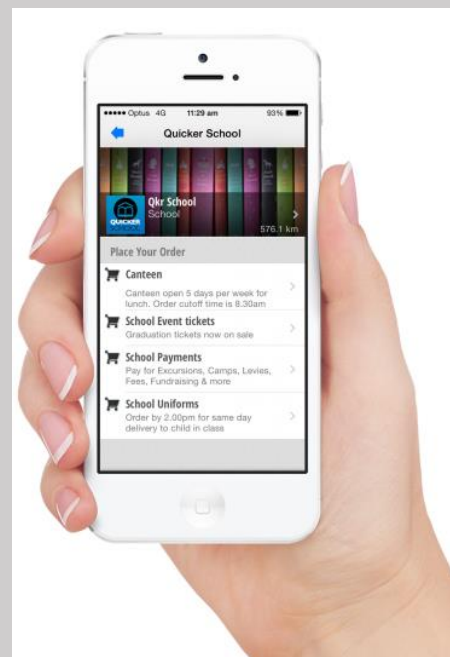 Optus 4G 11:29 am 93%
Quicker School
Qkr School
School
QUICKER
SCHOOL
576.1 km
Place Your Order
Canteen
Canteen open 5 days per week for
lunch. Order cutoff time is 8.30am
School Event tickets
Graduation tickets now on sale
School Payments
Pay for Excursions, Camps, Levies,
Fees, Fundraising & more
School Uniforms
Order by 2.00pm for same day
delivery to child in class